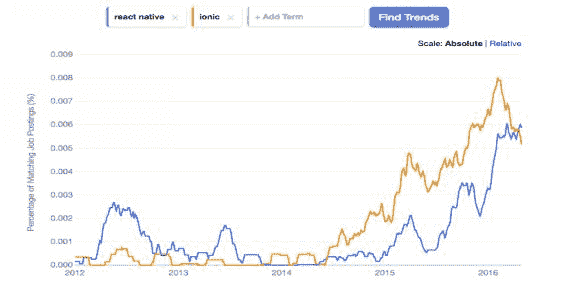 react native × ionic × + Add Term Find Trends
Scale: Absolute | Relative
Percentage of Matching Job Postings (%)
0.009
0.008
0.007
0.006
0.005
0.004
0.003
0.002
0.001
0.000
2012 2013 2014 2015 2016